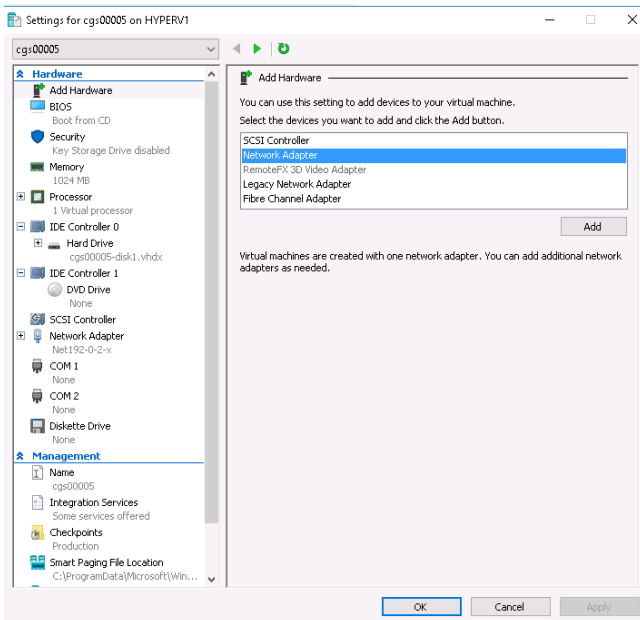 Settings for cgs00005 on HYPERV1
cgs00005
Hardware
Add Hardware
BIOS
Boot from CD
Security
Key Storage Drive disabled
Memory
1024 MB
Processor
1 Virtual processor
IDE Controller 0
Hard Drive
cgs00005-disk1.vhdx
IDE Controller 1
DVD Drive
None
SCSI Controller
Network Adapter
Net192-0-2-x
COM 1
None
COM 2
None
Diskette Drive
None
Management
Name
cgs00005
Integration Services
Some services offered
Checkpoints
Production
Smart Paging File Location
C:\ProgramData\Microsoft\Win...
Add Hardware
You can use this setting to add devices to your virtual machine.
Select the devices you want to add and click the Add button.
SCSI Controller
Network Adapter
RemoteFX 3D Video Adapter
Legacy Network Adapter
Fibre Channel Adapter
Add
Virtual machines are created with one network adapter. You can add additional network
adapters as needed.
OK
Cancel
Apply